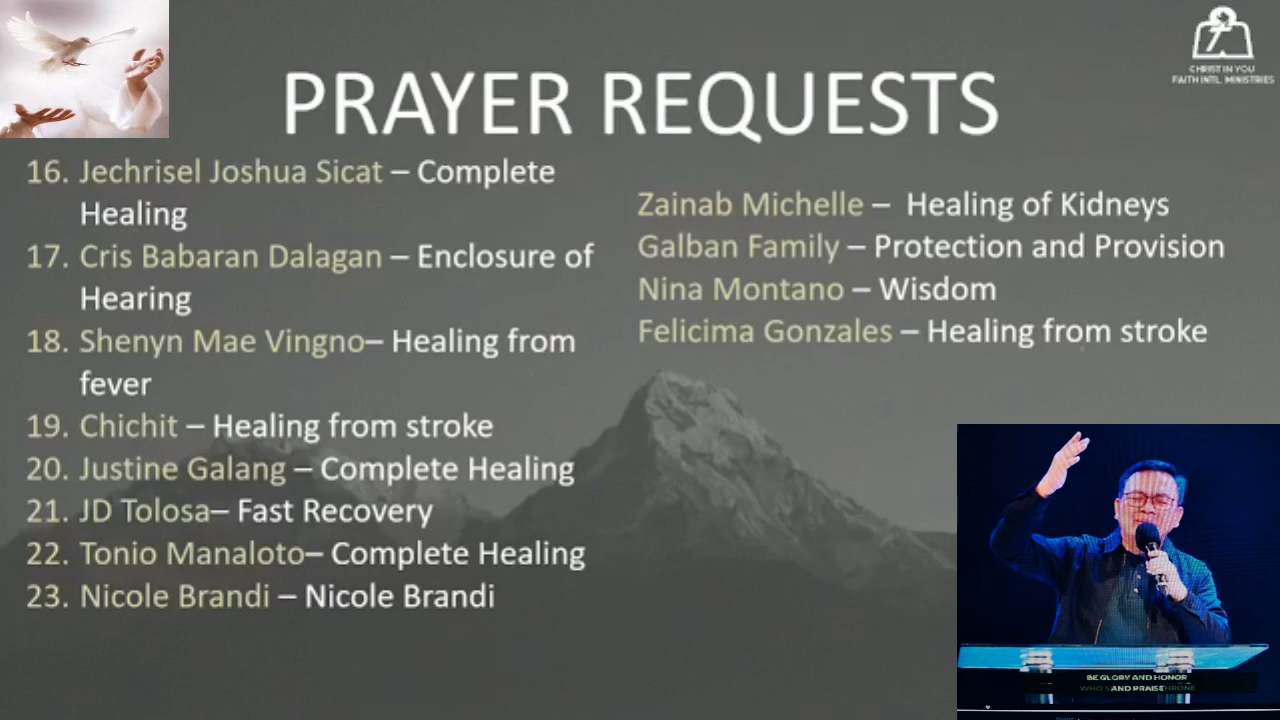 CHRIST IN YOU
FAITH INTL. MINISTRIES
PRAYER REQUESTS
16. Jechrisel Joshua Sicat – Complete
Healing
17. Cris Babaran Dalagan – Enclosure of
Hearing
18. Shenyn Mae Vingno– Healing from
fever
19. Chichit – Healing from stroke
20. Justine Galang – Complete Healing
21. JD Tolosa– Fast Recovery
22. Tonio Manaloto– Complete Healing
23. Nicole Brandi – Nicole Brandi
Zainab Michelle – Healing of Kidneys
Galban Family – Protection and Provision
Nina Montano – Wisdom
Felicima Gonzales – Healing from stroke
BE GLORY AND HONOR
AND PRAISE